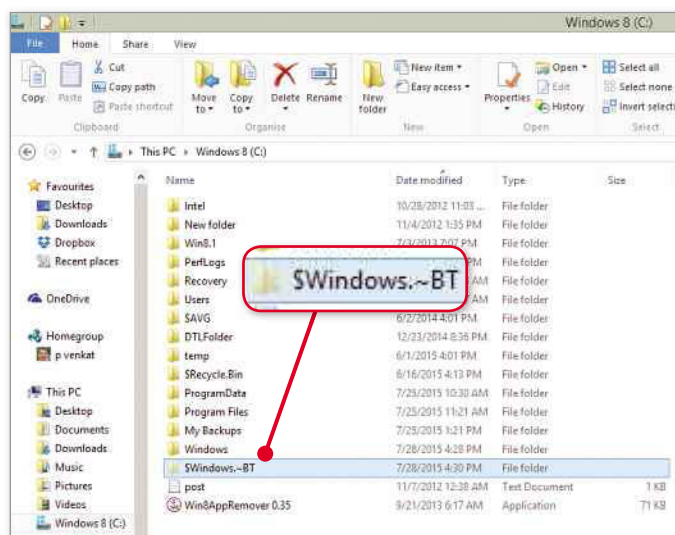 Windows 8 (C:)
File Home Share View
Copy Paste Cut Copy path Paste shortcut
Move to Copy to Delete Rename
New folder New item Easy access
Properties Open Edit History
Select all Select none Invert selecti
Clipboard Organise New Open Select
This PC Windows 8 (C:)
Favourites
Desktop
Downloads
Dropbox
Recent places
OneDrive
Homegroup
p venkat
This PC
Desktop
Documents
Downloads
Music
Pictures
Videos
Windows 8 (C:)
Name Date modified Type Size
Intel 10/28/2012 11:03 ... File folder
New folder 11/4/2012 1:35 PM File folder
Win8.1 7/3/2013 7:07 PM File folder
PerfLogs PM File folder
Recovery AM File folder
Users AM File folder
$AVG 6/2/2014 4:01 PM File folder
DTLFolder 12/23/2014 8:36 PM File folder
temp 6/1/2015 4:01 PM File folder
$Recycle.Bin 6/16/2015 4:13 PM File folder
ProgramData 7/25/2015 10:30 AM File folder
Program Files 7/25/2015 11:21 AM File folder
My Backups 7/25/2015 1:21 PM File folder
Windows 7/28/2015 4:28 PM File folder
$Windows.~BT 7/28/2015 4:30 PM File folder
post 11/7/2012 12:38 AM Text Document 1 KB
Win8AppRemover 0.35 9/21/2013 6:17 AM Application 71 KB
$Windows.~BT